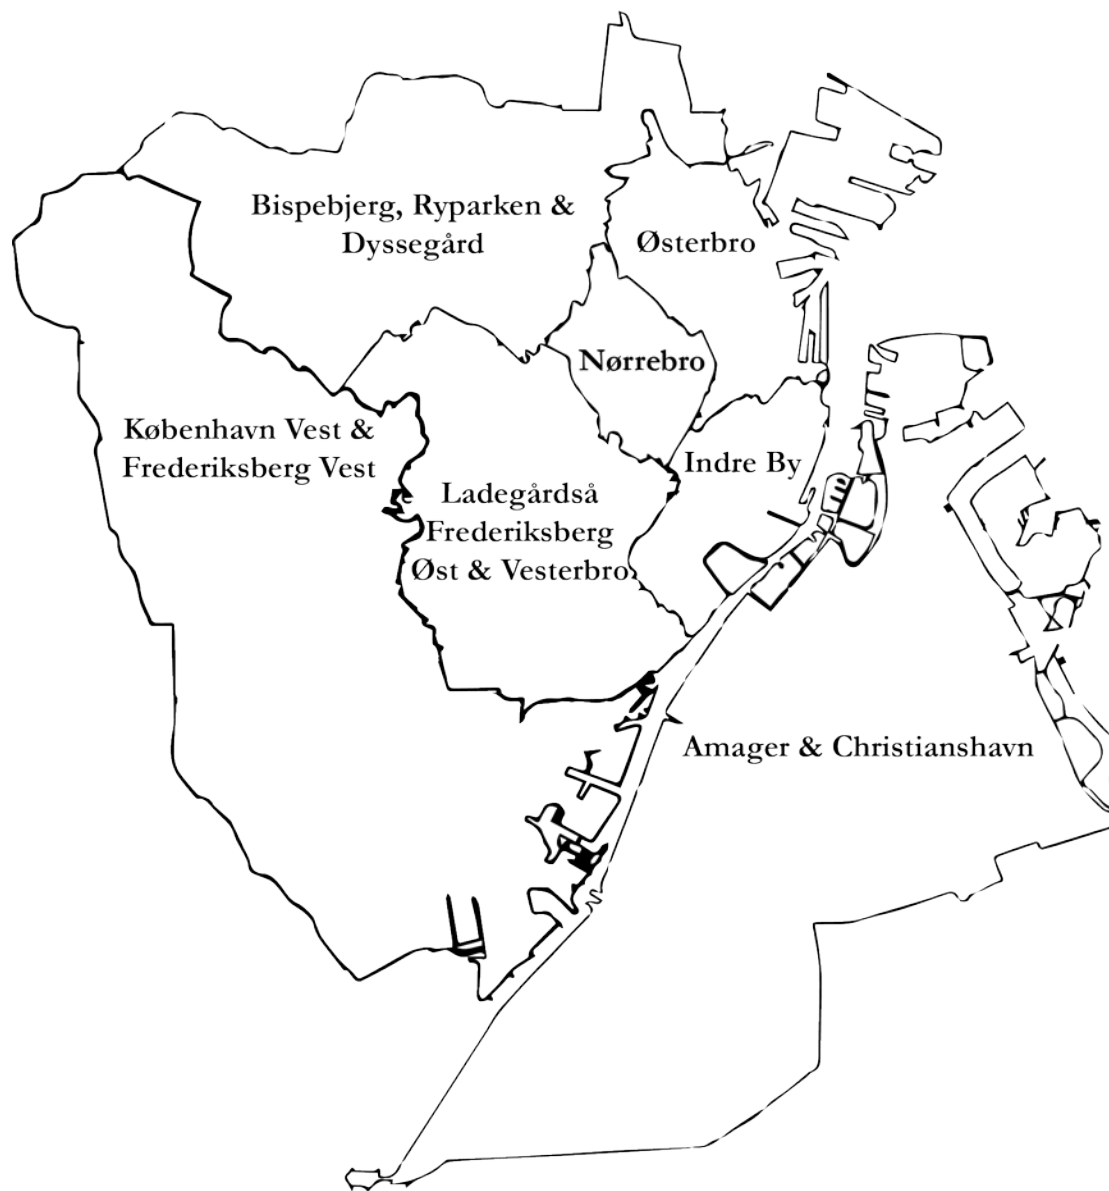 Bispebjerg, Ryparken &
Dyssegård
Østerbro
Nørrebro
København Vest &
Frederiksberg Vest
Indre By
Ladegårdså
Frederiksberg
Øst & Vesterbro
Amager & Christianshavn